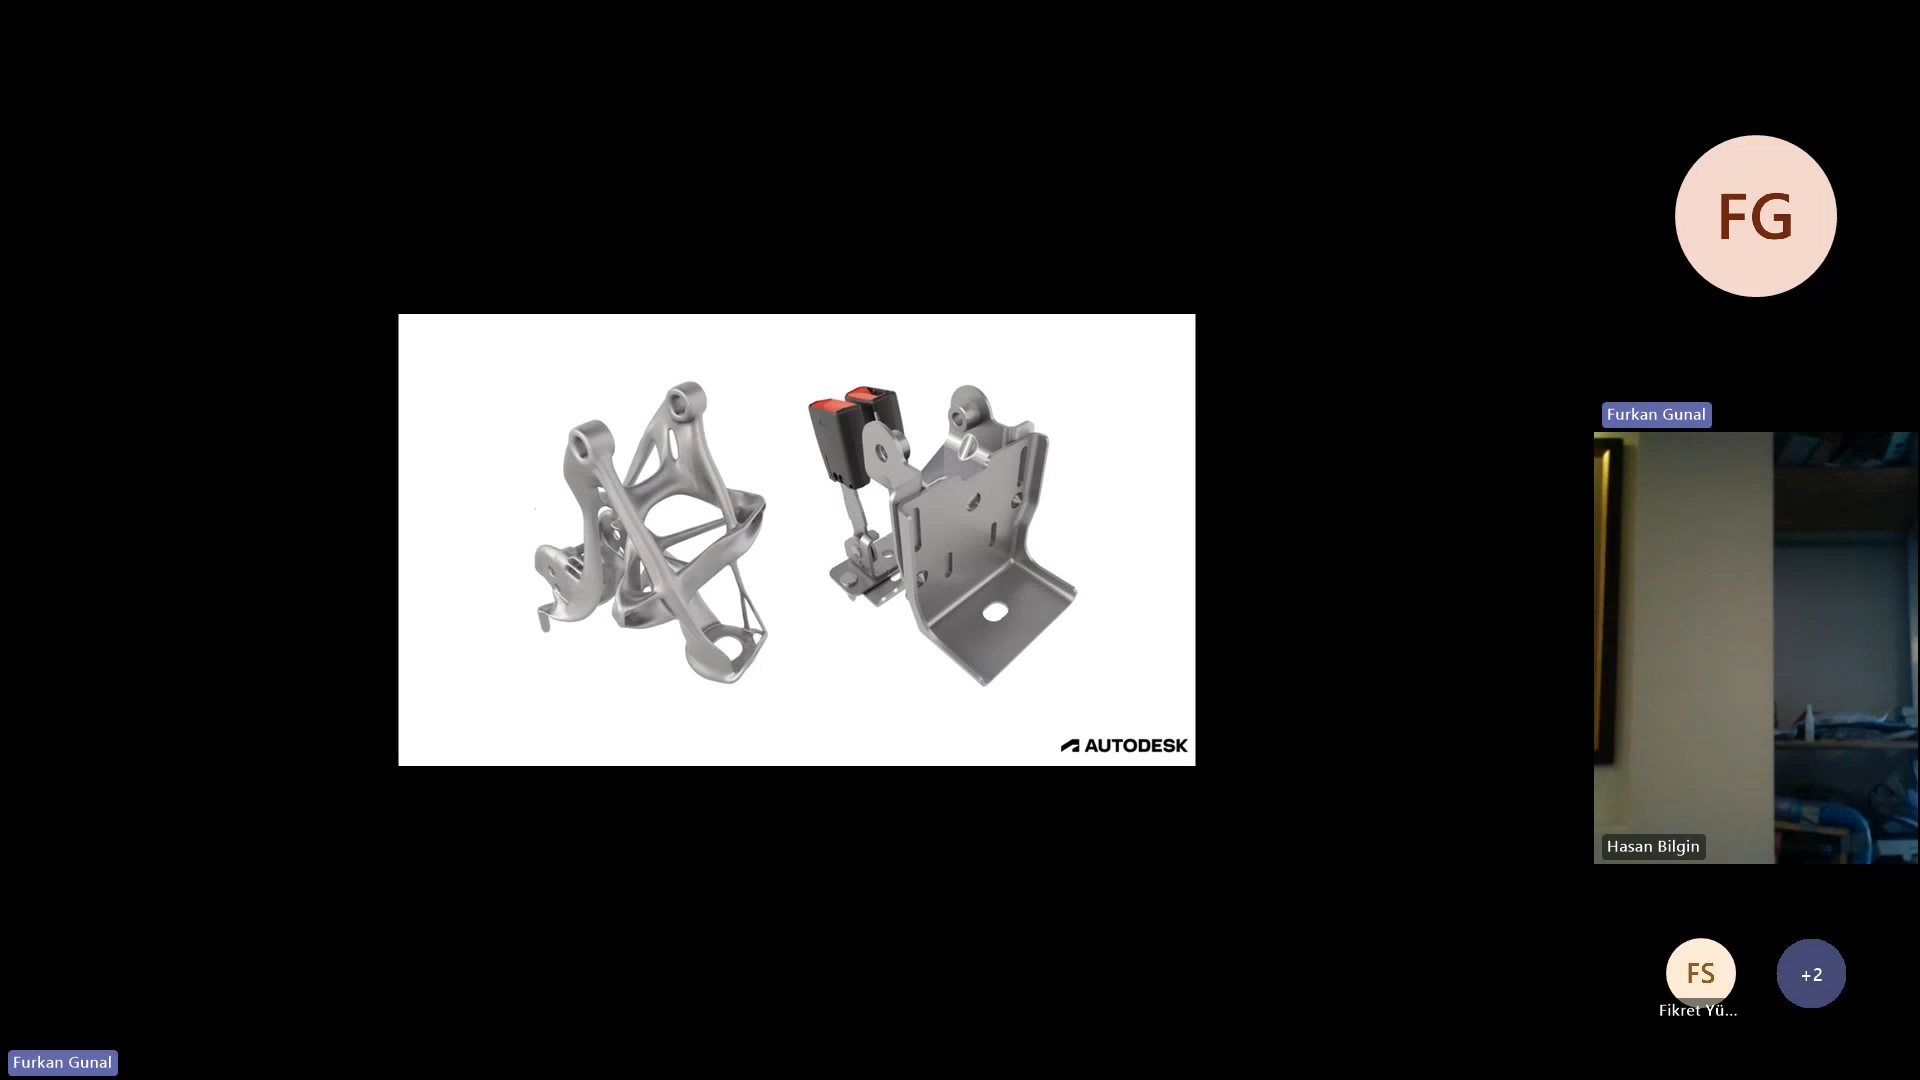 FG
Furkan Gunal
AUTODESK
Hasan Bilgin
FS
+2
Fikret Yü...
Furkan Gunal